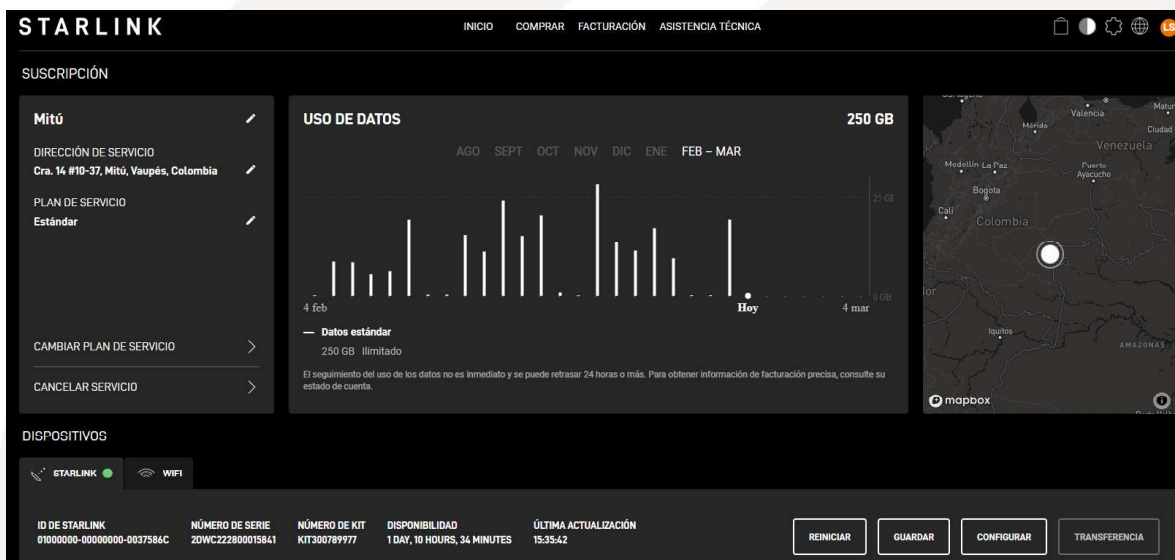 STARLINK
INICIO COMPRAR FACTURACIÓN ASISTENCIA TÉCNICA
LS
SUSCRIPCIÓN
Mitú
DIRECCIÓN DE SERVICIO
Cra. 14 #10-37, Mitú, Vaupés, Colombia
PLAN DE SERVICIO
Estándar
CAMBIAR PLAN DE SERVICIO
CANCELAR SERVICIO
USO DE DATOS 250 GB
AGO SEPT OCT NOV DIC ENE FEB – MAR
25 GB
0 GB
4 feb Hoy 4 mar
Datos estándar
250 GB Ilimitado
El seguimiento del uso de los datos no es inmediato y se puede retrasar 24 horas o más. Para obtener información de facturación precisa, consulte su
estado de cuenta.
Valencia
Matur
Mérida
Ciudad
Venezuela
Medellín La Paz
Puerto
Ayacucho
Bogota
Cali
Colombia
dor
Iquitos
AMAZONAS
mapbox
DISPOSITIVOS
STARLINK WIFI
ID DE STARLINK NÚMERO DE SERIE NÚMERO DE KIT DISPONIBILIDAD ÚLTIMA ACTUALIZACIÓN
01000000-00000000-0037586C 2DWC222800015841 KIT300789977 1 DAY, 10 HOURS, 34 MINUTES 15:35:42
REINICIAR GUARDAR CONFIGURAR TRANSFERENCIA